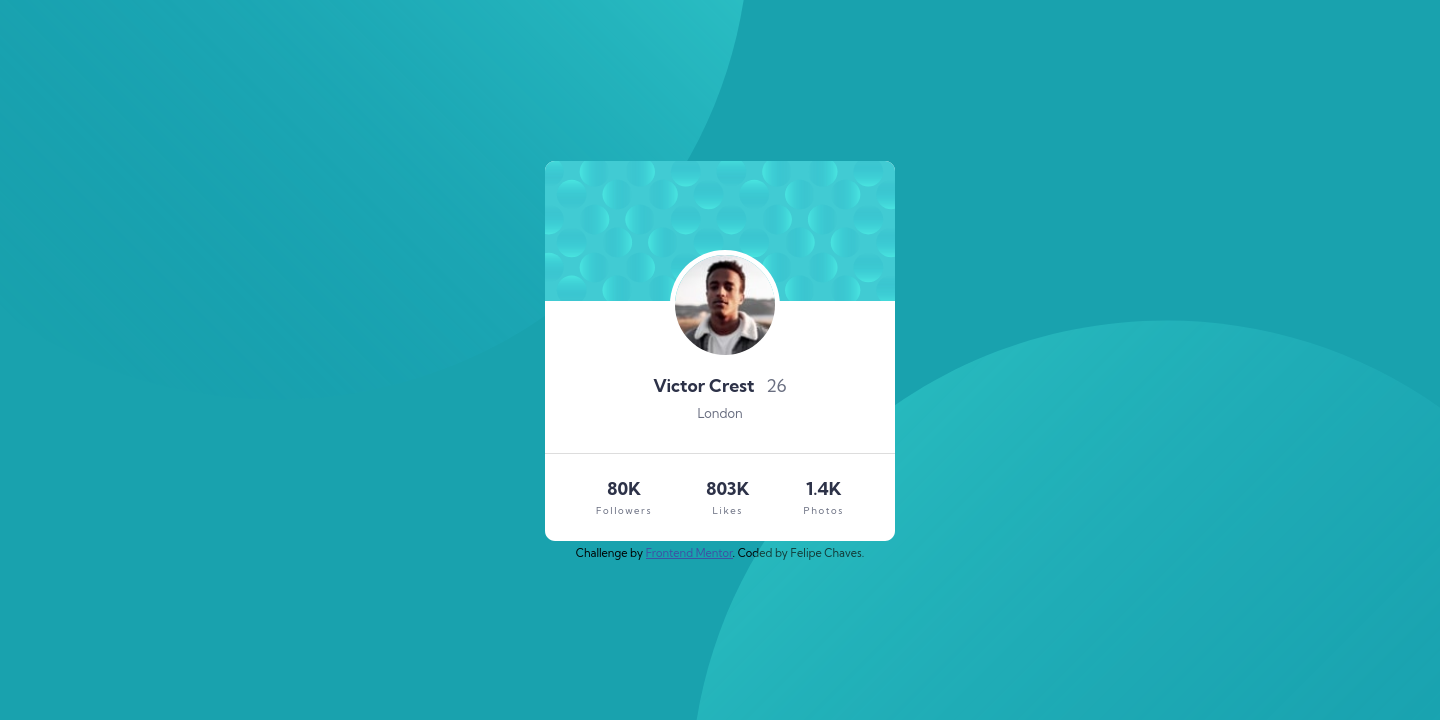 Victor Crest 26
London
80K 803K 1.4K
Followers Likes Photos
Challenge by Frontend Mentor. Coded by Felipe Chaves.